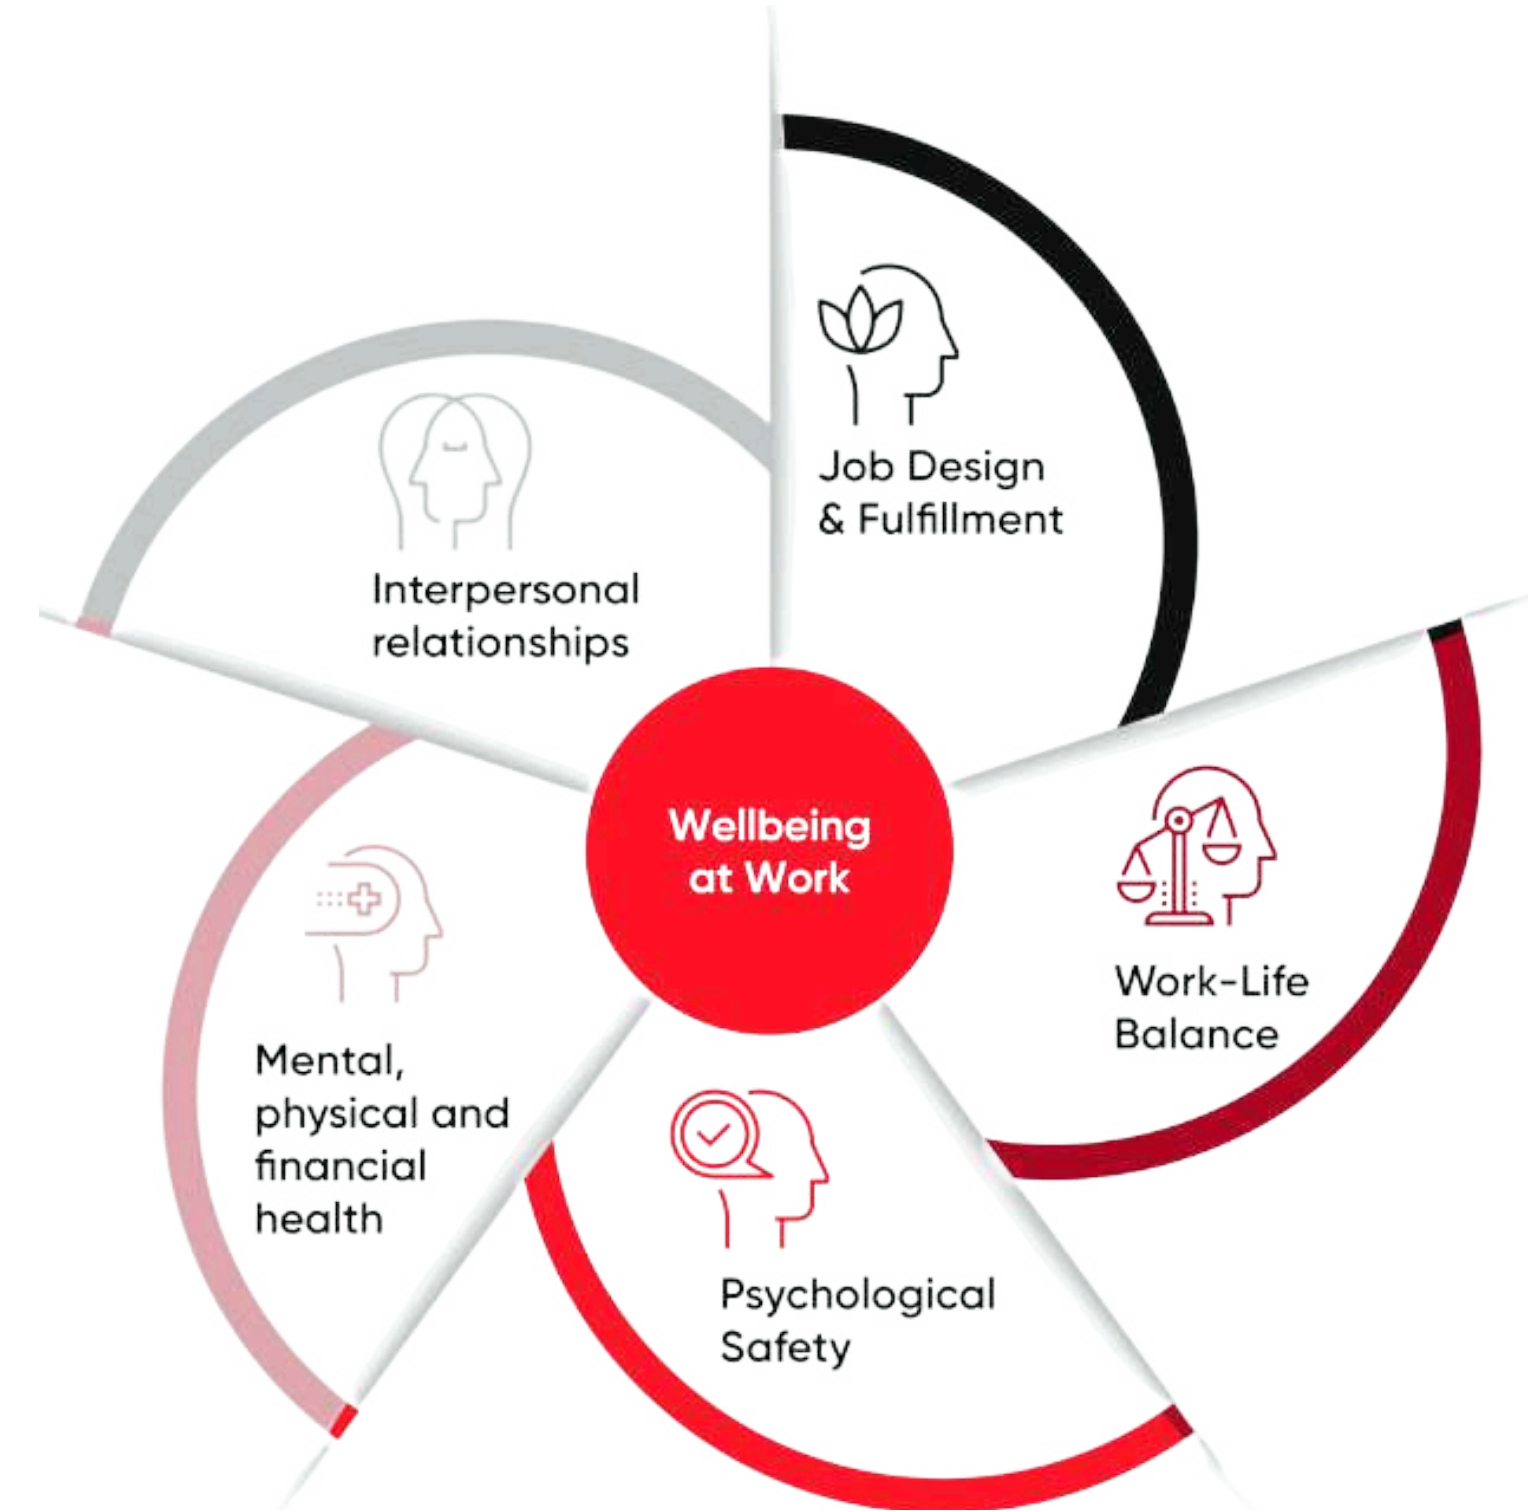 Job Design
& Fulfillment
Interpersonal
relationships
Wellbeing
at Work
Work-Life
Balance
Mental,
physical and
financial
health
Psychological
Safety